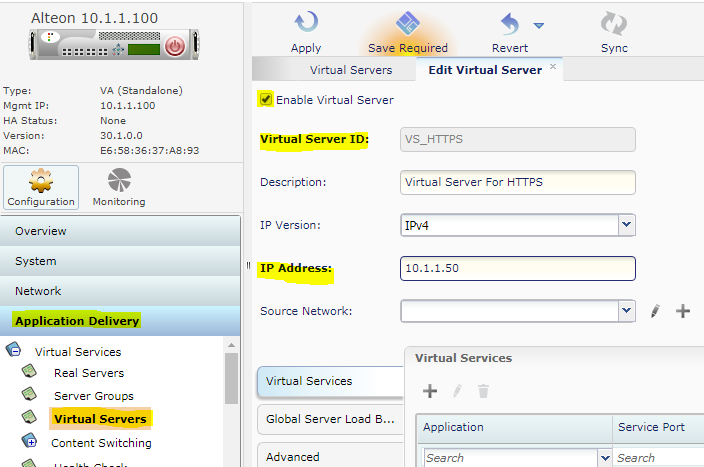 Alteon 10.1.1.100
Type: VA (Standalone)
Mgmt IP: 10.1.1.100
HA Status: None
Version: 30.1.0.0
MAC: E6:58:36:37:A8:93
Configuration Monitoring
Overview
System
Network
Application Delivery
Virtual Services
Real Servers
Server Groups
Virtual Servers
Content Switching
Health Check
Apply Save Required Revert Sync
Virtual Servers Edit Virtual Server ×
Enable Virtual Server
Virtual Server ID: VS_HTTPS
Description: Virtual Server For HTTPS
IP Version: IPv4
IP Address: 10.1.1.50
Source Network:
Virtual Services
Global Server Load B...
Advanced
Virtual Services
Application Service Port
Search Search